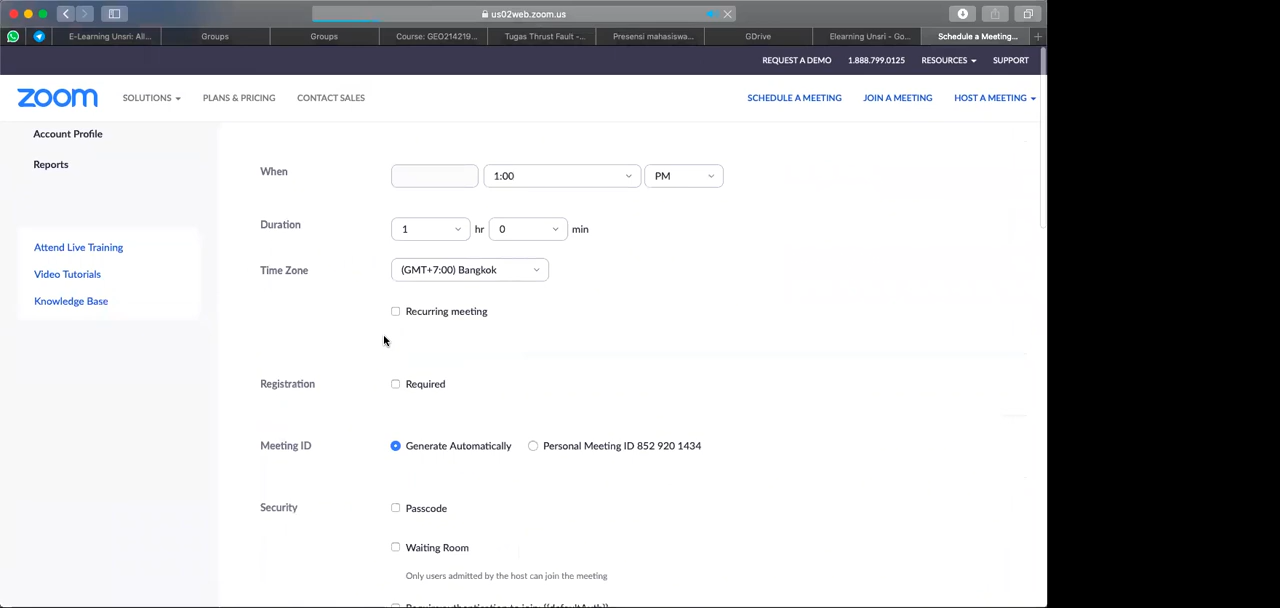 us02web.zoom.us
E-Learning Unsri: All...
Groups
Groups
Course: GEO214219...
Tugas Thrust Fault -...
Presensi mahasiswa...
GDrive
Elearning Unsri - Go...
Schedule a Meeting...
REQUEST A DEMO
1.888.799.0125
RESOURCES
SUPPORT
zoom
SOLUTIONS
PLANS & PRICING
CONTACT SALES
SCHEDULE A MEETING
JOIN A MEETING
HOST A MEETING
Account Profile
Reports
Attend Live Training
Video Tutorials
Knowledge Base
When
1:00
PM
Duration
1
hr
0
min
Time Zone
(GMT+7:00) Bangkok
Recurring meeting
Registration
Required
Meeting ID
Generate Automatically
Personal Meeting ID 852 920 1434
Security
Passcode
Waiting Room
Only users admitted by the host can join the meeting